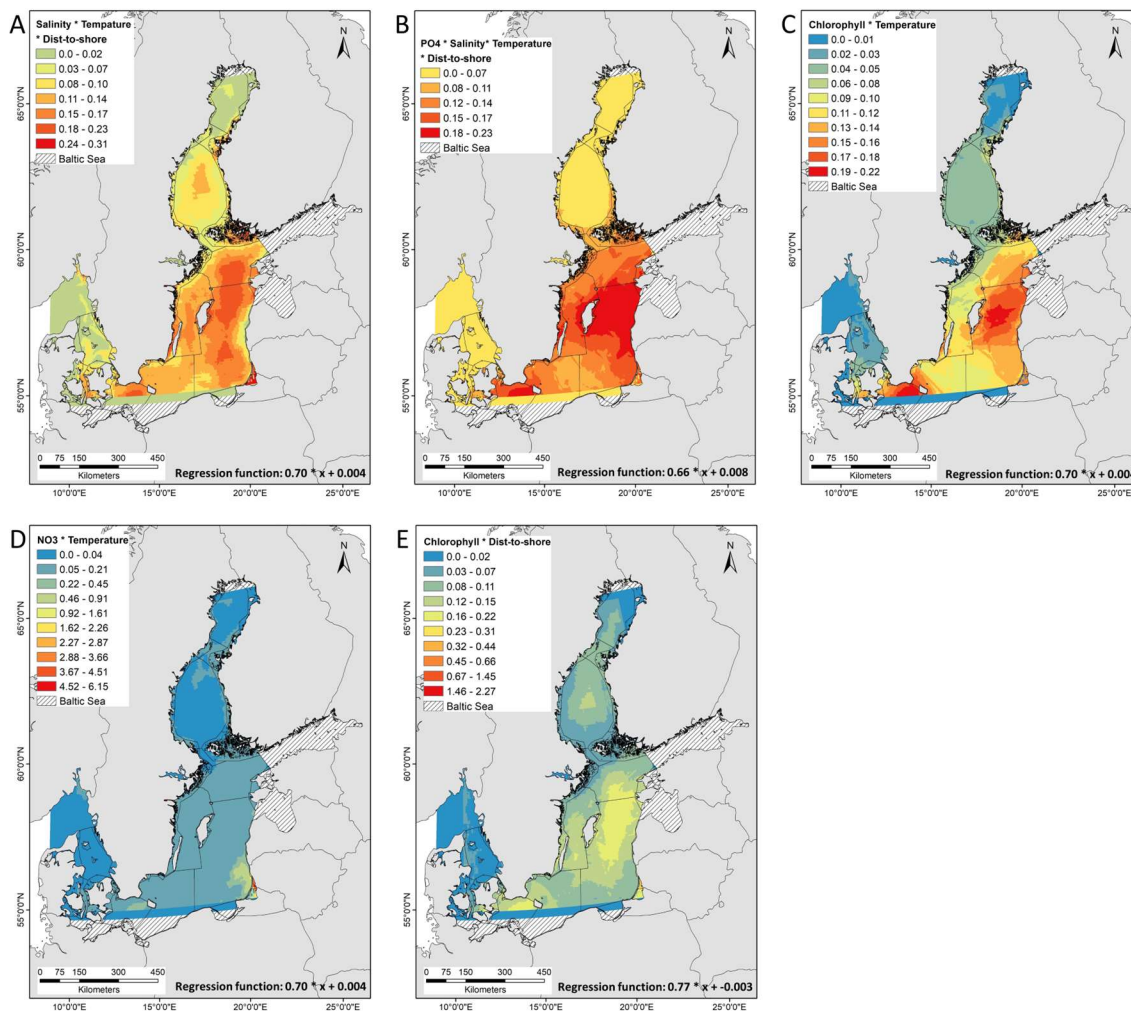 A
Salinity * Tempature
* Dist-to-shore
0.0 - 0.02
0.03 - 0.07
0.08 - 0.10
0.11 - 0.14
0.15 - 0.17
0.18 - 0.23
0.24 - 0.31
Baltic Sea
N
65°0'0"N
60°0'0"N
55°0'0"N
0 75 150 300 450
Kilometers
Regression function: 0.70 * x + 0.004
10°0'0"E 15°0'0"E 20°0'0"E 25°0'0"E
B
PO4 * Salinity* Temperature
* Dist-to-shore
0.0 - 0.07
0.08 - 0.11
0.12 - 0.14
0.15 - 0.17
0.18 - 0.23
Baltic Sea
N
65°0'0"N
60°0'0"N
55°0'0"N
0 75 150 300 450
Kilometers
Regression function: 0.66 * x + 0.008
10°0'0"E 15°0'0"E 20°0'0"E 25°0'0"E
C
Chlorophyll * Temperature
0.0 - 0.01
0.02 - 0.03
0.04 - 0.05
0.06 - 0.08
0.09 - 0.10
0.11 - 0.12
0.13 - 0.14
0.15 - 0.16
0.17 - 0.18
0.19 - 0.22
Baltic Sea
N
65°0'0"N
60°0'0"N
55°0'0"N
0 75 150 300 450
Kilometers
Regression function: 0.70 * x + 0.004
10°0'0"E 15°0'0"E 20°0'0"E 25°0'0"E
D
NO3 * Temperature
0.0 - 0.04
0.05 - 0.21
0.22 - 0.45
0.46 - 0.91
0.92 - 1.61
1.62 - 2.26
2.27 - 2.87
2.88 - 3.66
3.67 - 4.51
4.52 - 6.15
Baltic Sea
N
65°0'0"N
60°0'0"N
55°0'0"N
0 75 150 300 450
Kilometers
Regression function: 0.70 * x + 0.004
10°0'0"E 15°0'0"E 20°0'0"E 25°0'0"E
E
Chlorophyll * Dist-to-shore
0.0 - 0.02
0.03 - 0.07
0.08 - 0.11
0.12 - 0.15
0.16 - 0.22
0.23 - 0.31
0.32 - 0.44
0.45 - 0.66
0.67 - 1.45
1.46 - 2.27
Baltic Sea
N
65°0'0"N
60°0'0"N
55°0'0"N
0 75 150 300 450
Kilometers
Regression function: 0.77 * x + -0.003
10°0'0"E 15°0'0"E 20°0'0"E 25°0'0"E